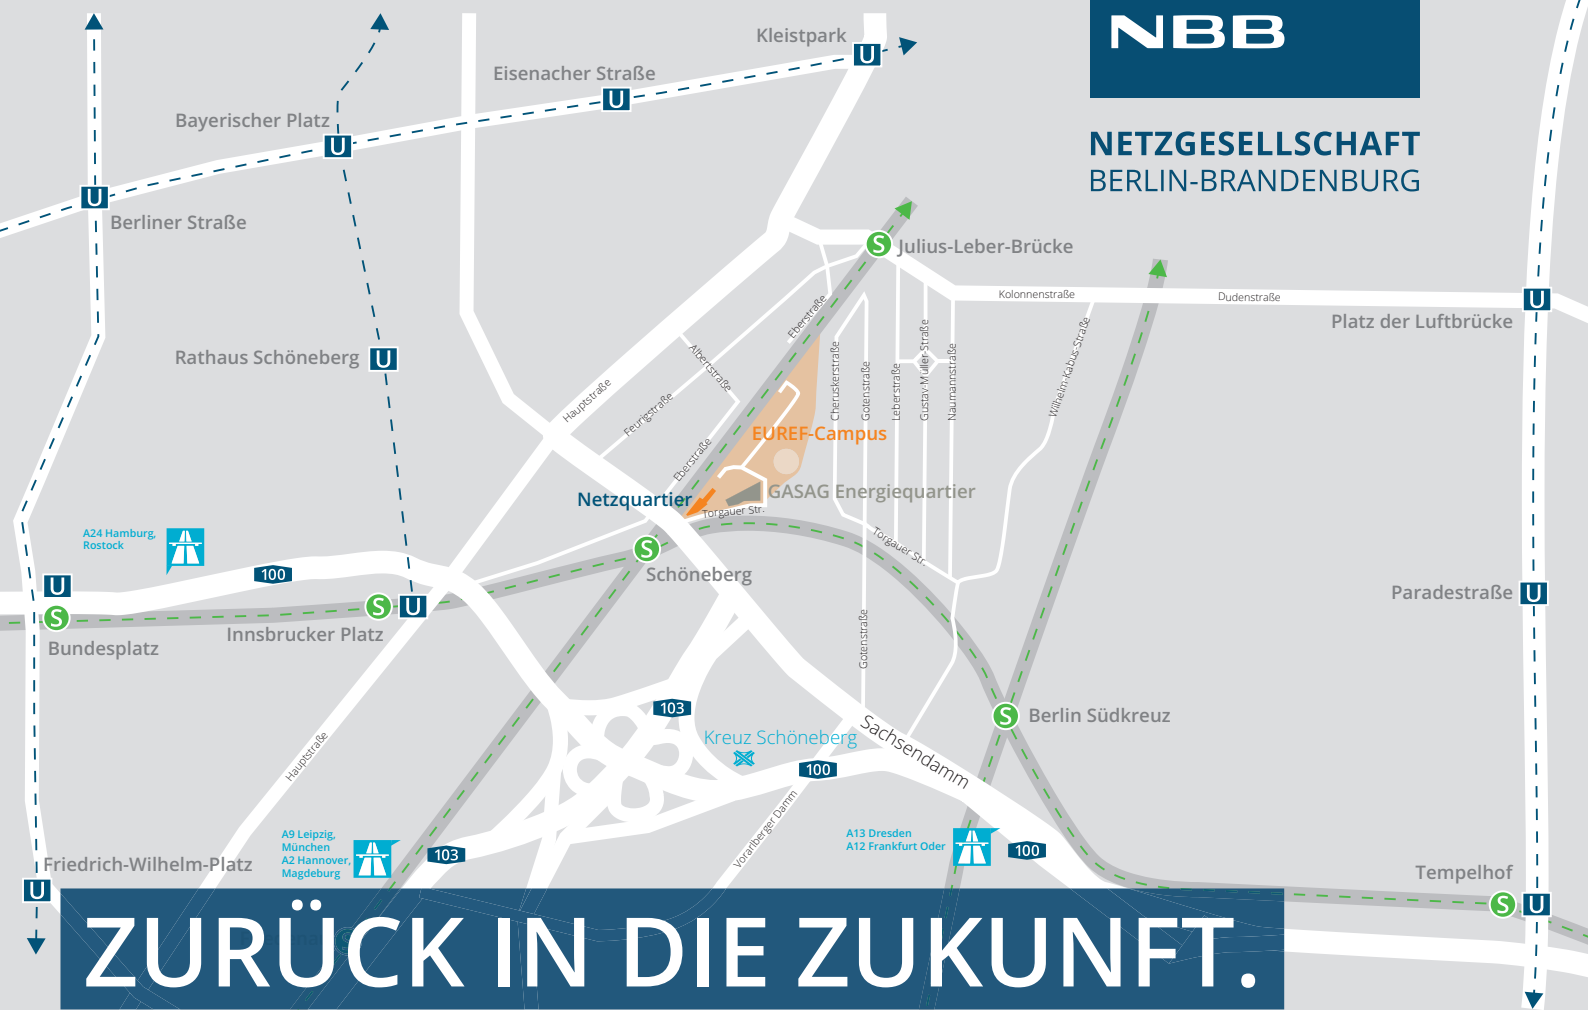 NBB
NETZGESELLSCHAFT
BERLIN-BRANDENBURG
Kleistpark
U
Eisenacher Straße
U
Bayerischer Platz
U
U
Berliner Straße
S
Julius-Leber-Brücke
Kolonnenstraße
Dudenstraße
U
Platz der Luftbrücke
Rathaus Schöneberg
U
Eberstraße
Albertstraße
Hauptstraße
Feurigstraße
Eberstraße
Cheruskerstraße
Gotenstraße
Leberstraße
Gustav-Müller-Straße
Naumannstraße
Wilhelm-Kabus-Straße
EUREF-Campus
GASAG Energiequartier
Netzquartier
Torgauer Str.
Torgauer Str.
A24 Hamburg,
Rostock
S
Schöneberg
100
U
S
Bundesplatz
S
U
Innsbrucker Platz
Paradestraße
U
Gotenstraße
103
Kreuz Schöneberg
100
Sachsendamm
S
Berlin Südkreuz
Hauptstraße
Vorarlberger Damm
A9 Leipzig,
München
A2 Hannover,
Magdeburg
103
A13 Dresden
A12 Frankfurt Oder
100
Friedrich-Wilhelm-Platz
U
Tempelhof
S
U
ZURÜCK IN DIE ZUKUNFT.